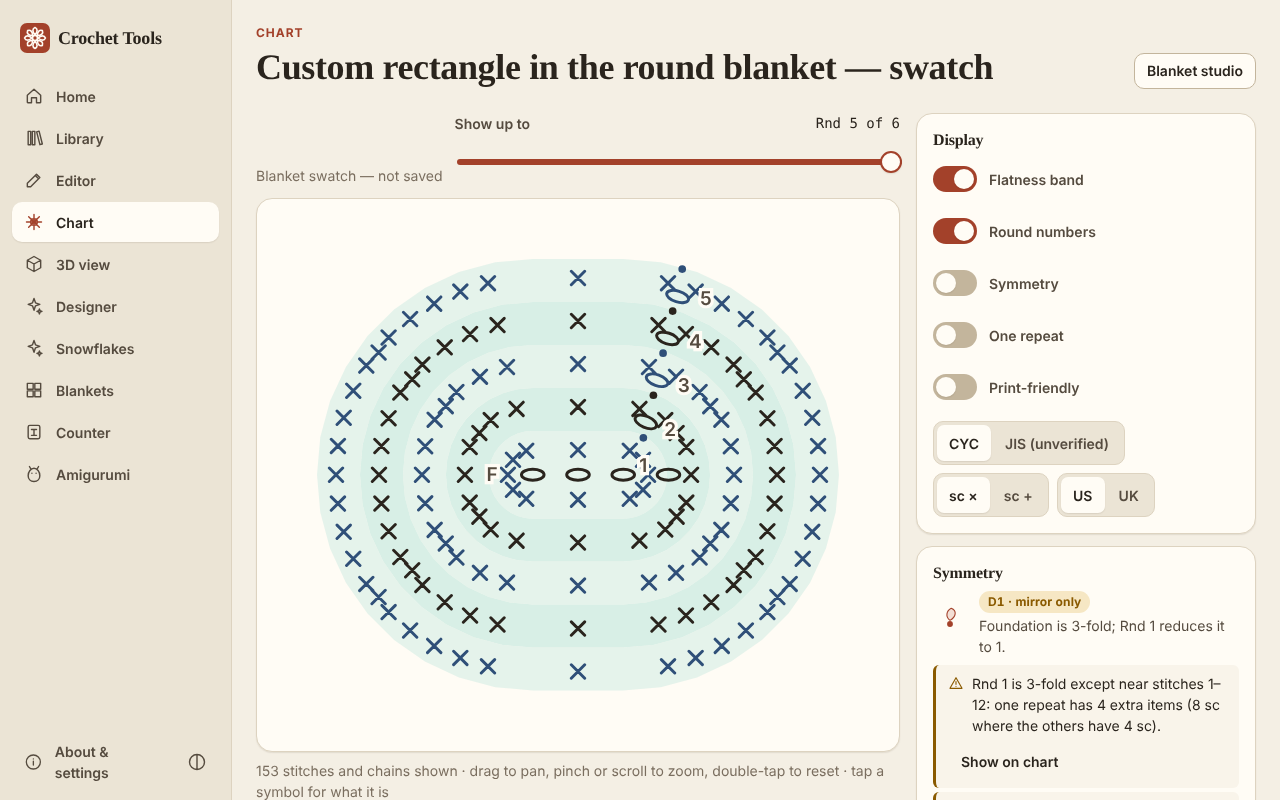 Crochet Tools
Home
Library
Editor
Chart
3D view
Designer
Snowflakes
Blankets
Counter
Amigurumi
About &
settings
CHART
Custom rectangle in the round blanket — swatch
Blanket studio
Show up to
Rnd 5 of 6
Blanket swatch — not saved
5
4
3
2
1
F
153 stitches and chains shown · drag to pan, pinch or scroll to zoom, double-tap to reset · tap a
symbol for what it is
Display
Flatness band
Round numbers
Symmetry
One repeat
Print-friendly
CYC
JIS (unverified)
sc ×
sc +
US
UK
Symmetry
D1 · mirror only
Foundation is 3-fold; Rnd 1 reduces it
to 1.
Rnd 1 is 3-fold except near stitches 1–
12: one repeat has 4 extra items (8 sc
where the others have 4 sc).
Show on chart